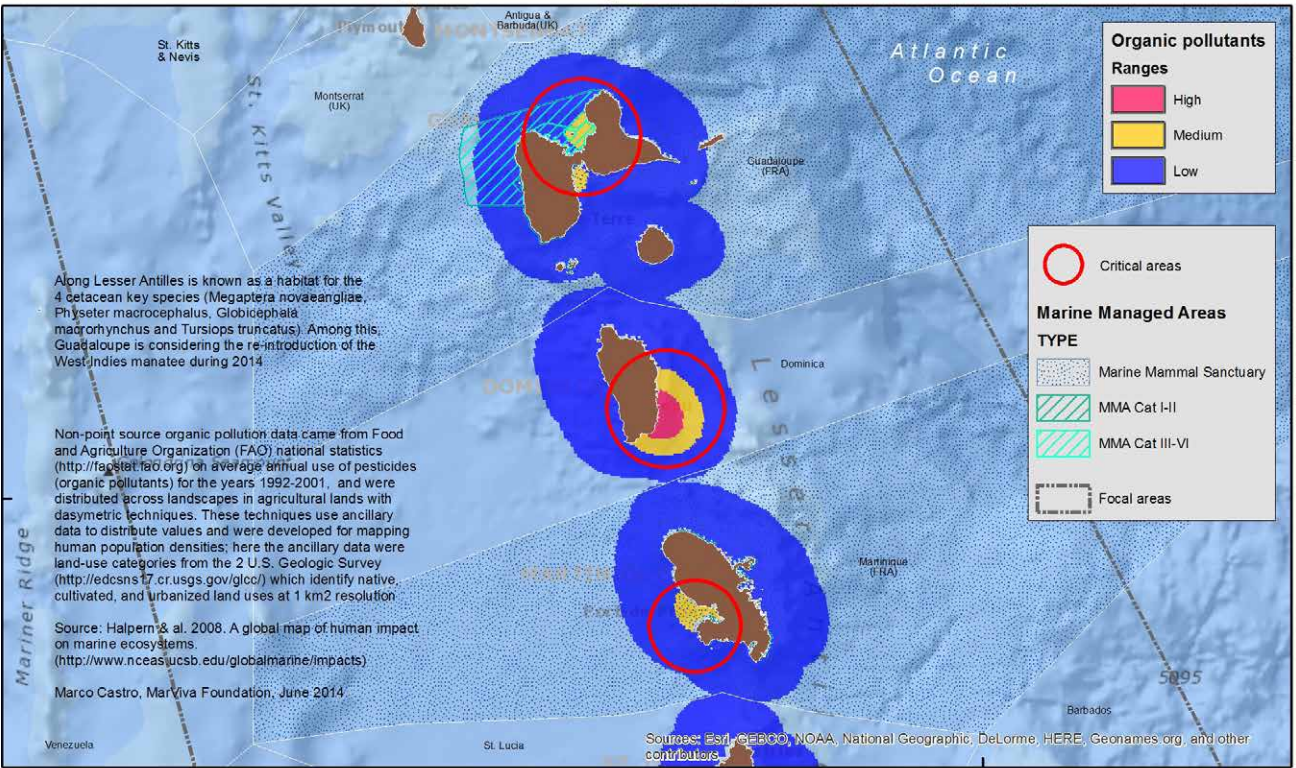 Antigua &
Barbuda(UK)
St. Kitts
& Nevis
Montserrat
(UK)
St. Kitts Valley
Atlantic
Ocean
Guadaloupe
(FRA)
Terre
Organic pollutants
Ranges
High
Medium
Low
Critical areas
Marine Managed Areas
TYPE
Marine Mammal Sanctuary
MMA Cat I-II
MMA Cat III-VI
Focal areas
Along Lesser Antilles is known as a habitat for the
4 cetacean key species (Megaptera novaeangliae,
Physeter macrocephalus, Globicephala
macrorhynchus and Tursiops truncatus). Among this,
Guadaloupe is considering the re-introduction of the
West Indies manatee during 2014
Dominica
Lesser
Non-point source organic pollution data came from Food
and Agriculture Organization (FAO) national statistics
(http://faostat.fao.org) on average annual use of pesticides
(organic pollutants) for the years 1992-2001, and were
distributed across landscapes in agricultural lands with
dasymetric techniques. These techniques use ancillary
data to distribute values and were developed for mapping
human population densities; here the ancillary data were
land-use categories from the 2 U.S. Geologic Survey
(http://edcsns17.cr.usgs.gov/glcc/) which identify native,
cultivated, and urbanized land uses at 1 km2 resolution
Source: Halpern & al. 2008. A global map of human impact
on marine ecosystems.
(http://www.nceas.ucsb.edu/globalmarine/impacts)
Marco Castro, MarViva Foundation, June 2014
Mariner Ridge
Martinique
(FRA)
5095
Barbados
Venezuela
St. Lucia
Sources: Esri, GEBCO, NOAA, National Geographic, DeLorme, HERE, Geonames.org, and other
contributors